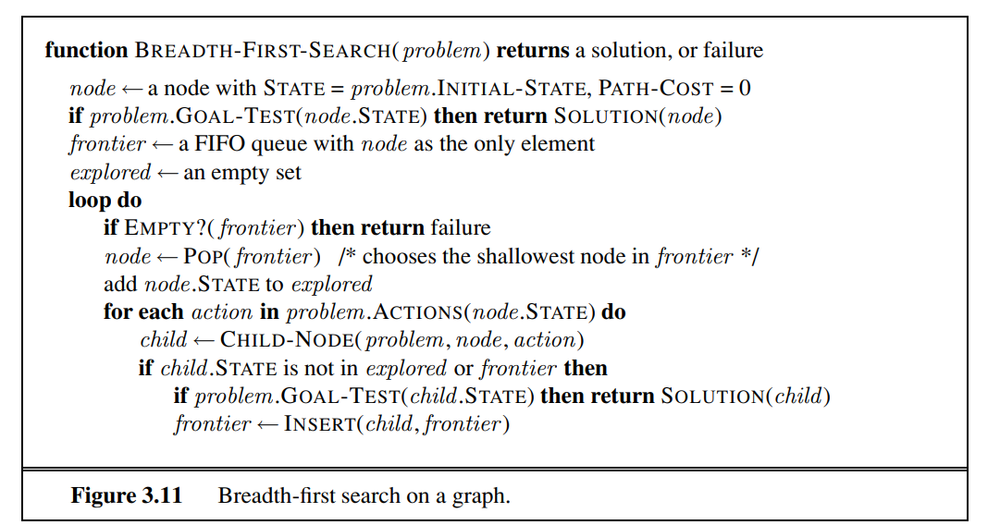 function BREADTH-FIRST-SEARCH(problem) returns a solution, or failure
node ← a node with STATE = problem.INITIAL-STATE, PATH-COST = 0
if problem.GOAL-TEST(node.STATE) then return SOLUTION(node)
frontier ← a FIFO queue with node as the only element
explored ← an empty set
loop do
if EMPTY?(frontier) then return failure
node ← POP(frontier) /* chooses the shallowest node in frontier */
add node.STATE to explored
for each action in problem.ACTIONS(node.STATE) do
child ← CHILD-NODE(problem, node, action)
if child.STATE is not in explored or frontier then
if problem.GOAL-TEST(child.STATE) then return SOLUTION(child)
frontier ← INSERT(child, frontier)
Figure 3.11 Breadth-first search on a graph.